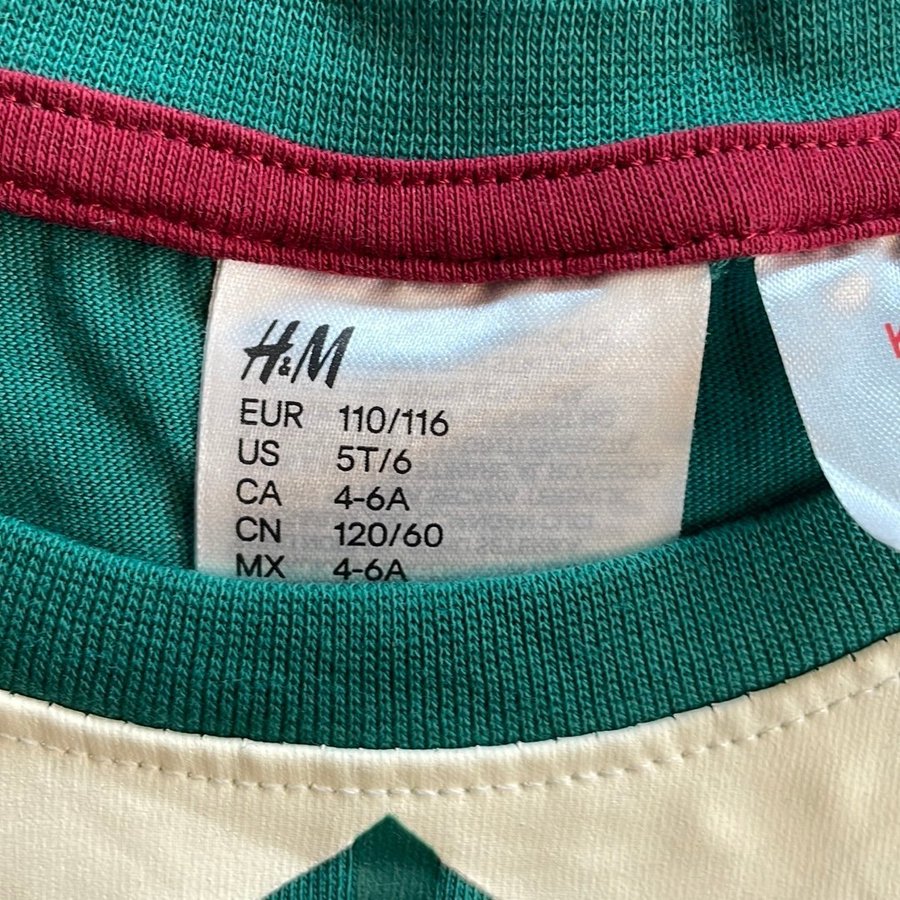 H&M
EUR 110/116
US 5T/6
CA 4-6A
CN 120/60
MX 4-6A
K